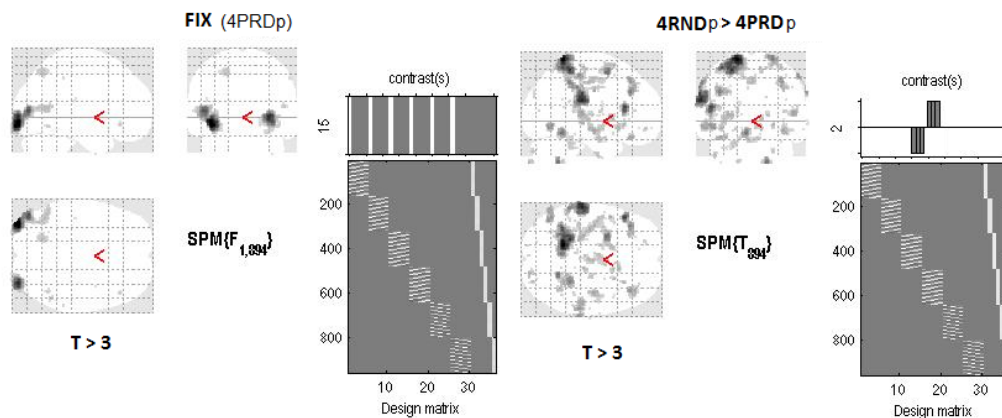 FIX (4PRDp)
contrast(s)
15
<
<
<
SPM{F1,894}
T > 3
200
400
600
800
10 20 30
Design matrix
4RNDp > 4PRDp
contrast(s)
2
<
<
<
SPM{T894}
T > 3
200
400
600
800
10 20 30
Design matrix